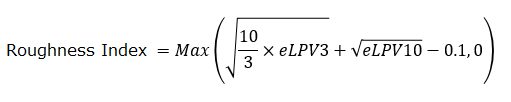 Roughness Index = Max(√(10/3 × eLPV3) + √eLPV10 − 0.1, 0)